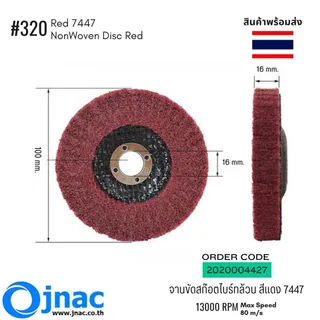 #320 Red 7447
NonWoven Disc Red
สินค้าพร้อมส่ง
16 mm.
100 mm.
16 mm.
ORDER CODE
2020004427
จานขัดสก๊อตไบร์ทล้วน สีแดง 7447
13000 RPM Max Speed
80 m/s
jnac
www.jnac.co.th